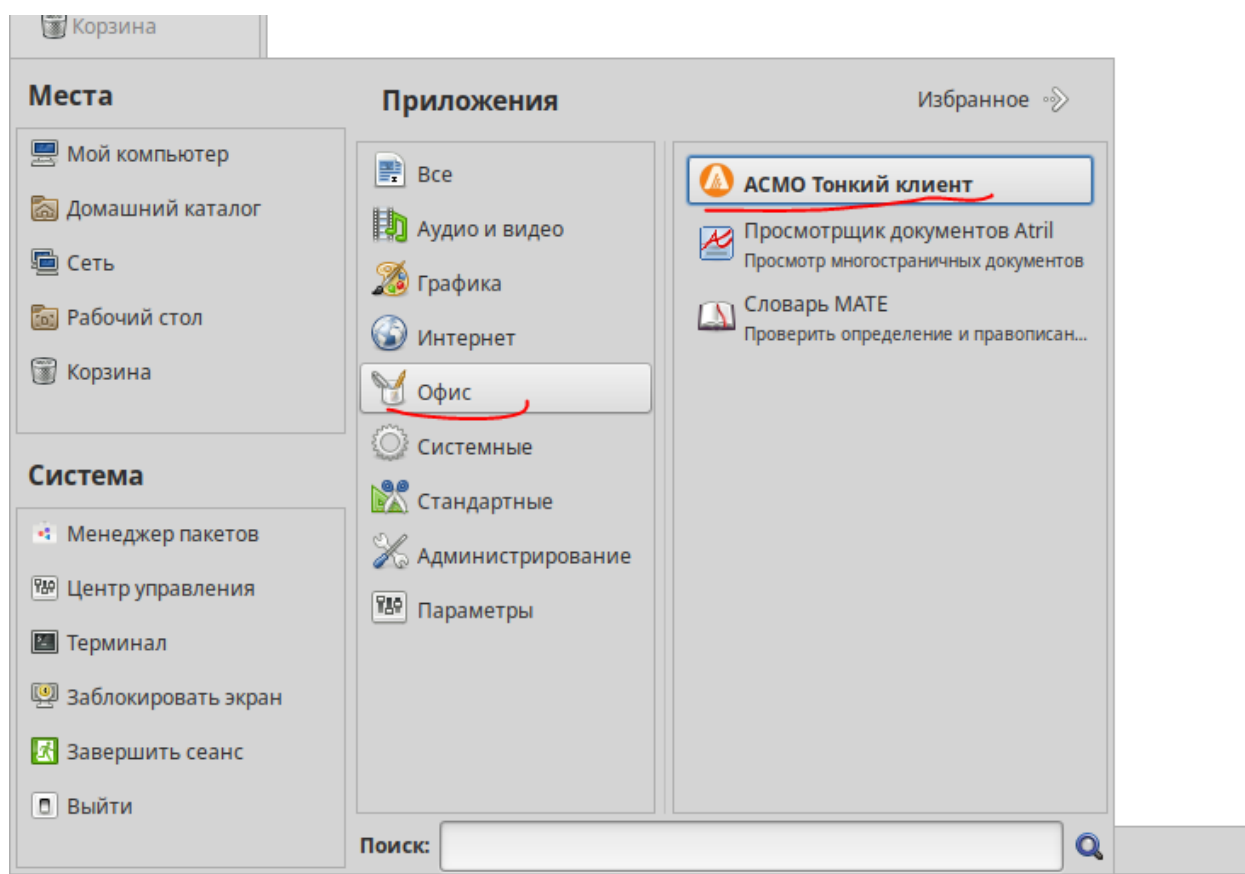 Корзина
Места
Мой компьютер
Домашний каталог
Сеть
Рабочий стол
Корзина
Система
Менеджер пакетов
Центр управления
Терминал
Заблокировать экран
Завершить сеанс
Выйти
Приложения
Избранное
Все
Аудио и видео
Графика
Интернет
Офис
Системные
Стандартные
Администрирование
Параметры
АСМО Тонкий клиент
Просмотрщик документов Atril
Просмотр многостраничных документов
Словарь MATE
Проверить определение и правописан...
Поиск: